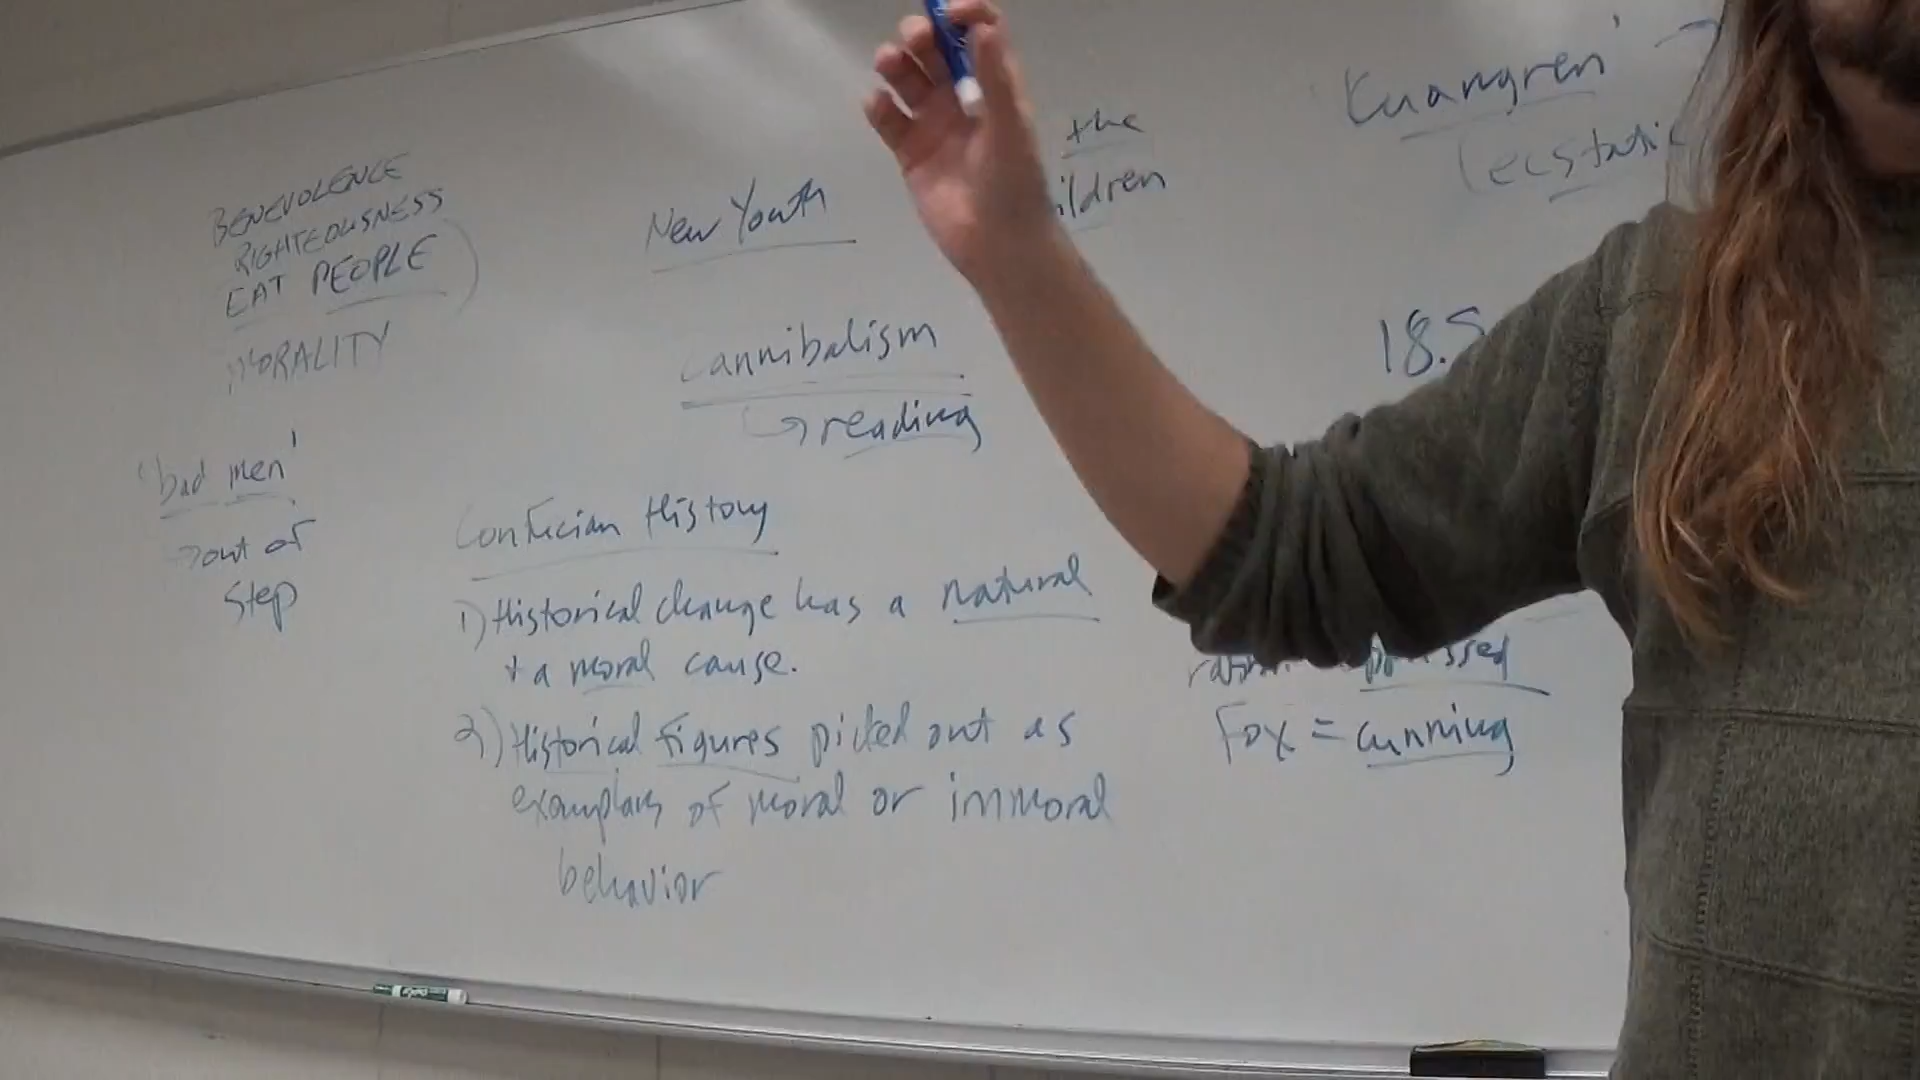 BENEVOLENCE
RIGHTEOUSNESS
EAT PEOPLE
MORALITY
'bad men'
→ out of
step
New Youth
Cannibalism
↳ reading
Confucian History
1) Historical change has a natural
+ a moral cause.
2) Historical figures picked out as
exemplars of moral or immoral
behavior
the
ildren
'Kuangren'
(ecstatic
18.5
Fox = cunning